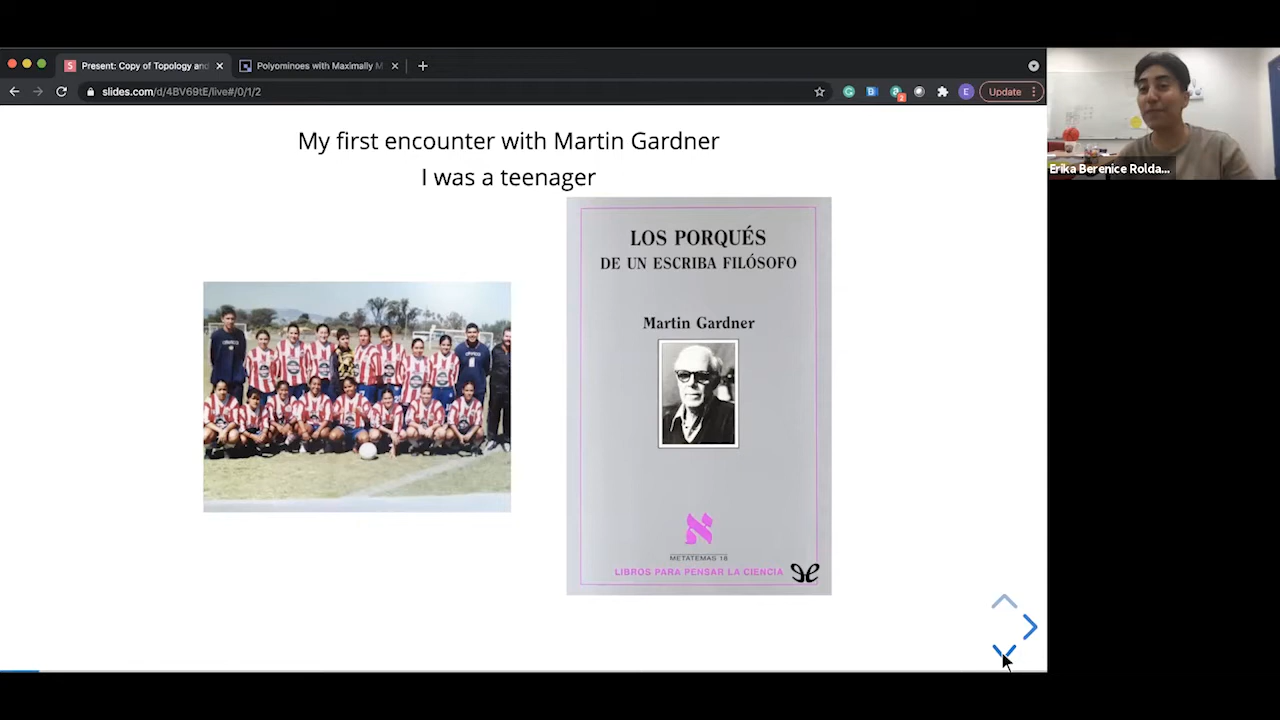 Present: Copy of Topology and
Polyominoes with Maximally M
slides.com/d/4BV69tE/live#/0/1/2
2
E
Update
Erika Berenice Rolda...
My first encounter with Martin Gardner
I was a teenager
LOS PORQUÉS
DE UN ESCRIBA FILÓSOFO
Martin Gardner
METATEMAS 18
LIBROS PARA PENSAR LA CIENCIA